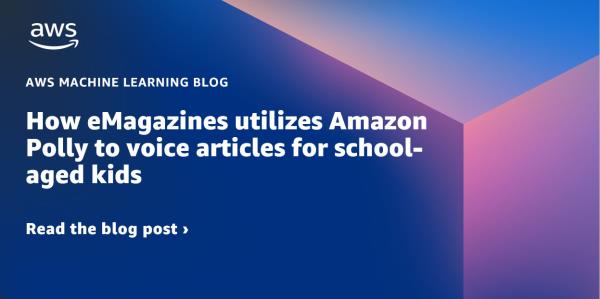 aws
AWS MACHINE LEARNING BLOG
How eMagazines utilizes Amazon
Polly to voice articles for school-
aged kids
Read the blog post ›